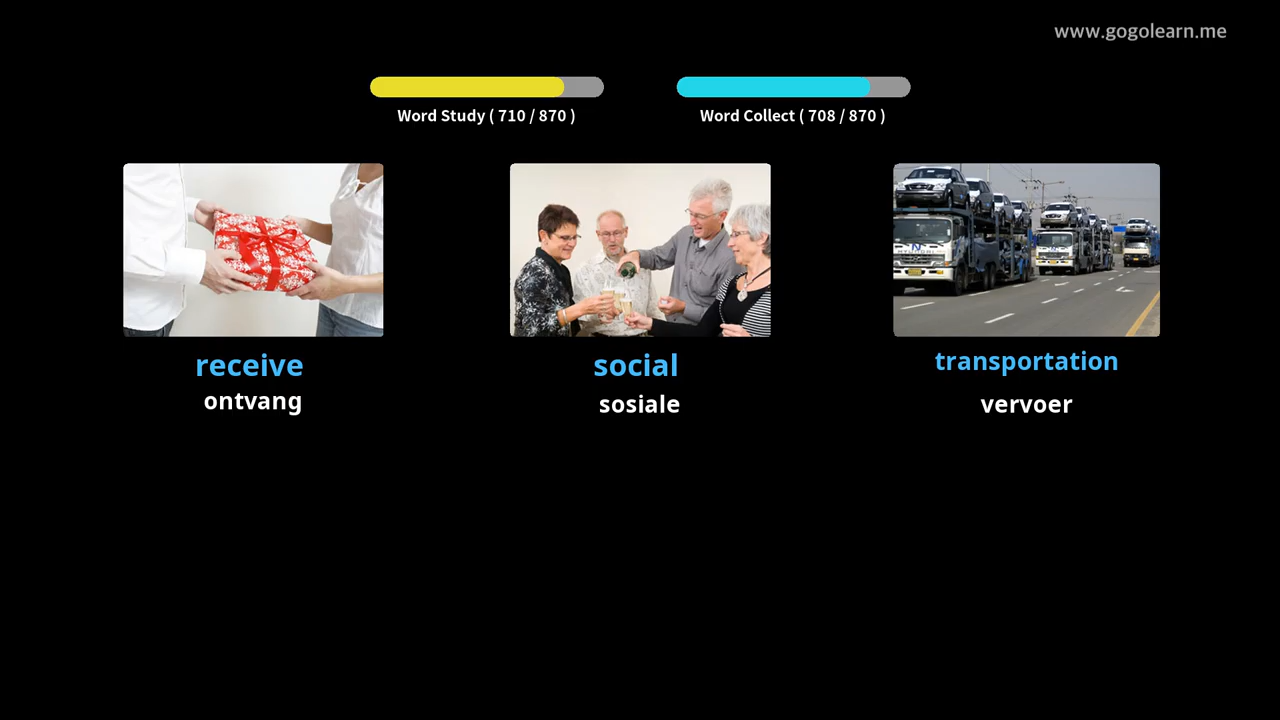 www.gogolearn.me
Word Study ( 710 / 870 )
Word Collect ( 708 / 870 )
receive
ontvang
social
sosiale
transportation
vervoer